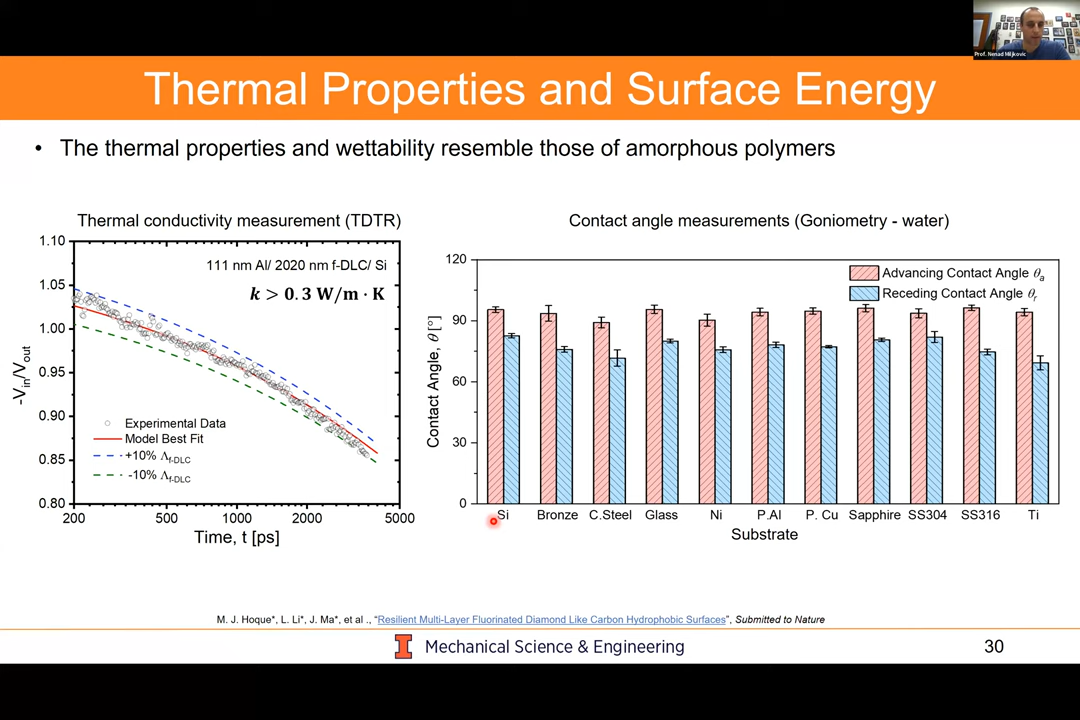 Prof. Nenad Miljkovic
Thermal Properties and Surface Energy
• The thermal properties and wettability resemble those of amorphous polymers
Thermal conductivity measurement (TDTR)
1.10
1.05
1.00
0.95
0.90
0.85
0.80
-Vin/Vout
111 nm Al/ 2020 nm f-DLC/ Si
k > 0.3 W/m · K
Experimental Data
Model Best Fit
+10% Λf-DLC
-10% Λf-DLC
200 500 1000 2000 5000
Time, t [ps]
Contact angle measurements (Goniometry - water)
120
90
60
30
0
Contact Angle, θ [°]
Advancing Contact Angle θa
Receding Contact Angle θr
Si Bronze C.Steel Glass Ni P.Al P. Cu Sapphire SS304 SS316 Ti
Substrate
M. J. Hoque*, L. Li*, J. Ma*, et al ., “Resilient Multi-Layer Fluorinated Diamond Like Carbon Hydrophobic Surfaces”, Submitted to Nature
I Mechanical Science & Engineering
30